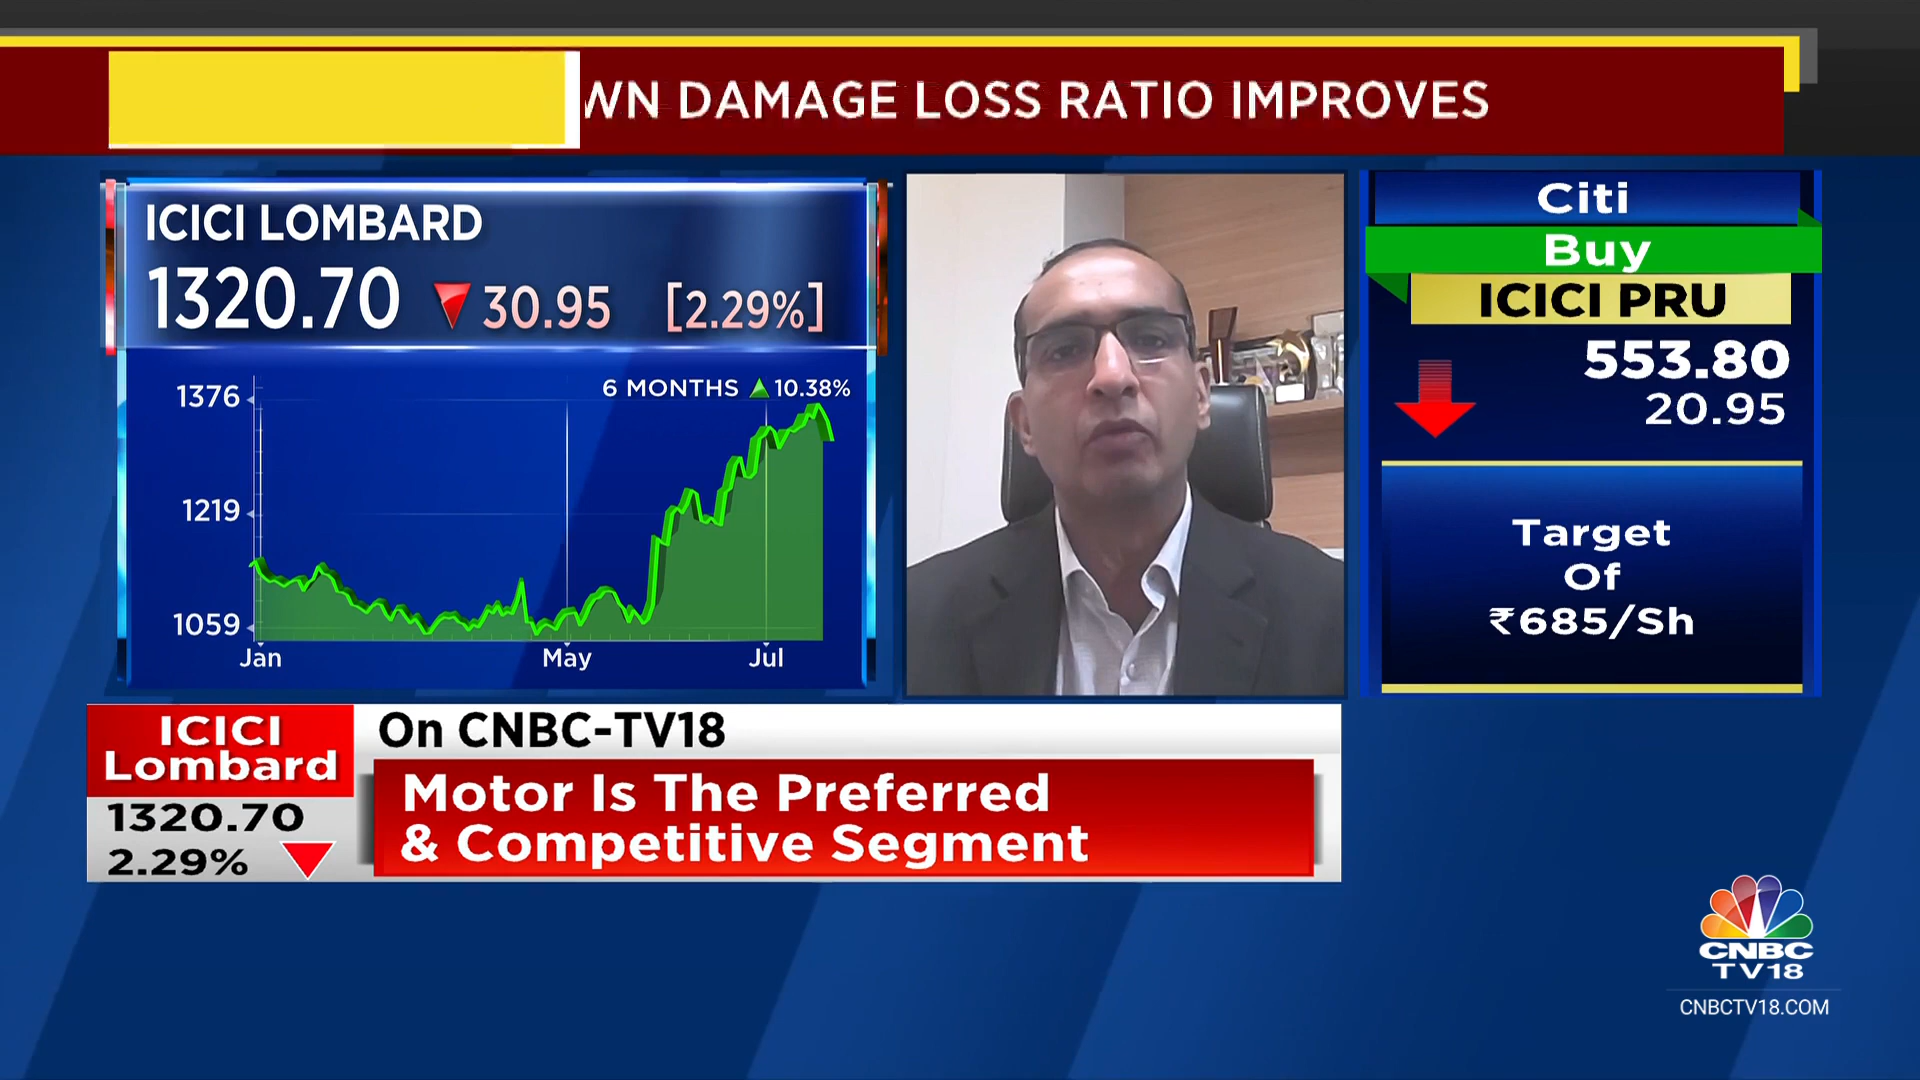 DAMAGE LOSS RATIO IMPROVES
ICICI LOMBARD
1320.70 30.95 [2.29%]
6 MONTHS 10.38%
1376
1219
1059
Jan May Jul
Citi
Buy
ICICI PRU
553.80
20.95
Target
Of
₹685/Sh
ICICI
Lombard
1320.70
2.29%
On CNBC-TV18
Motor Is The Preferred
& Competitive Segment
CNBC
TV18
CNBCTV18.COM